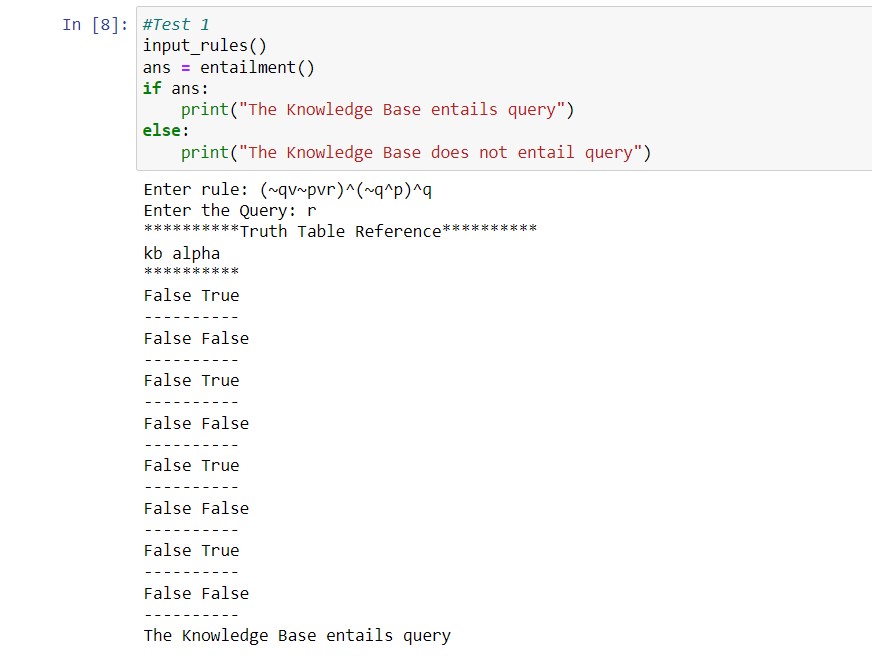 In [8]: #Test 1
input_rules()
ans = entailment()
if ans:
    print("The Knowledge Base entails query")
else:
    print("The Knowledge Base does not entail query")
Enter rule: (~qv~pvr)^(~q^p)^q
Enter the Query: r
**********Truth Table Reference**********
kb alpha
**********
False True
----------
False False
----------
False True
----------
False False
----------
False True
----------
False False
----------
False True
----------
False False
----------
The Knowledge Base entails query